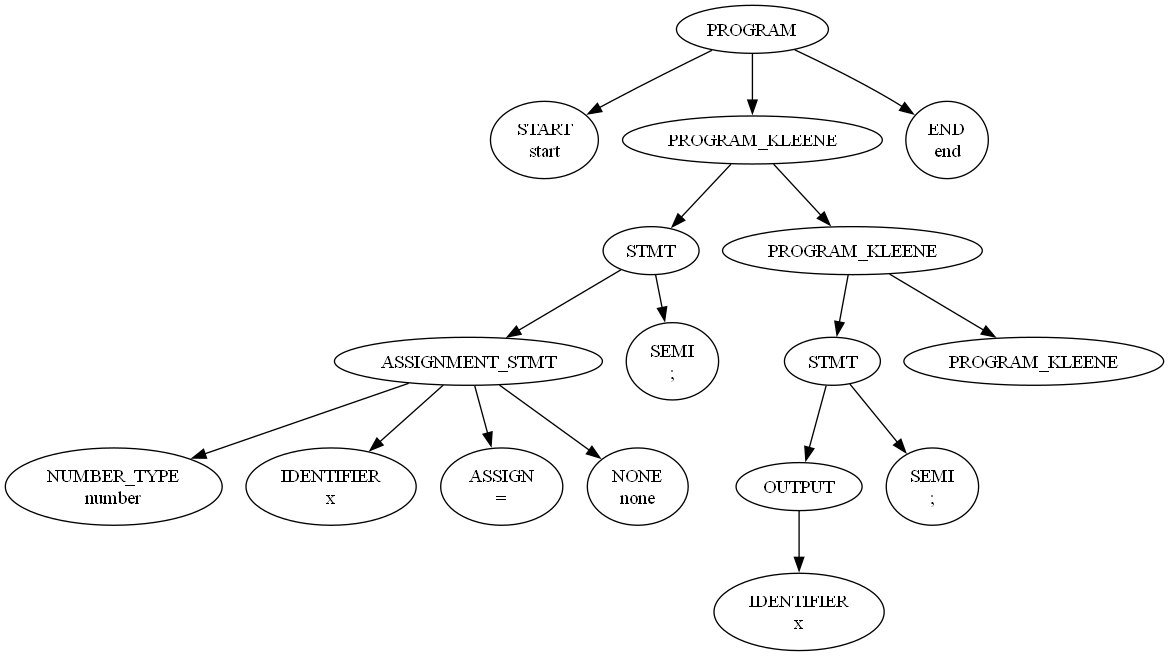 PROGRAM
START
start
PROGRAM_KLEENE
END
end
STMT
PROGRAM_KLEENE
ASSIGNMENT_STMT
SEMI
;
STMT
PROGRAM_KLEENE
NUMBER_TYPE
number
IDENTIFIER
x
ASSIGN
=
NONE
none
OUTPUT
SEMI
;
IDENTIFIER
x